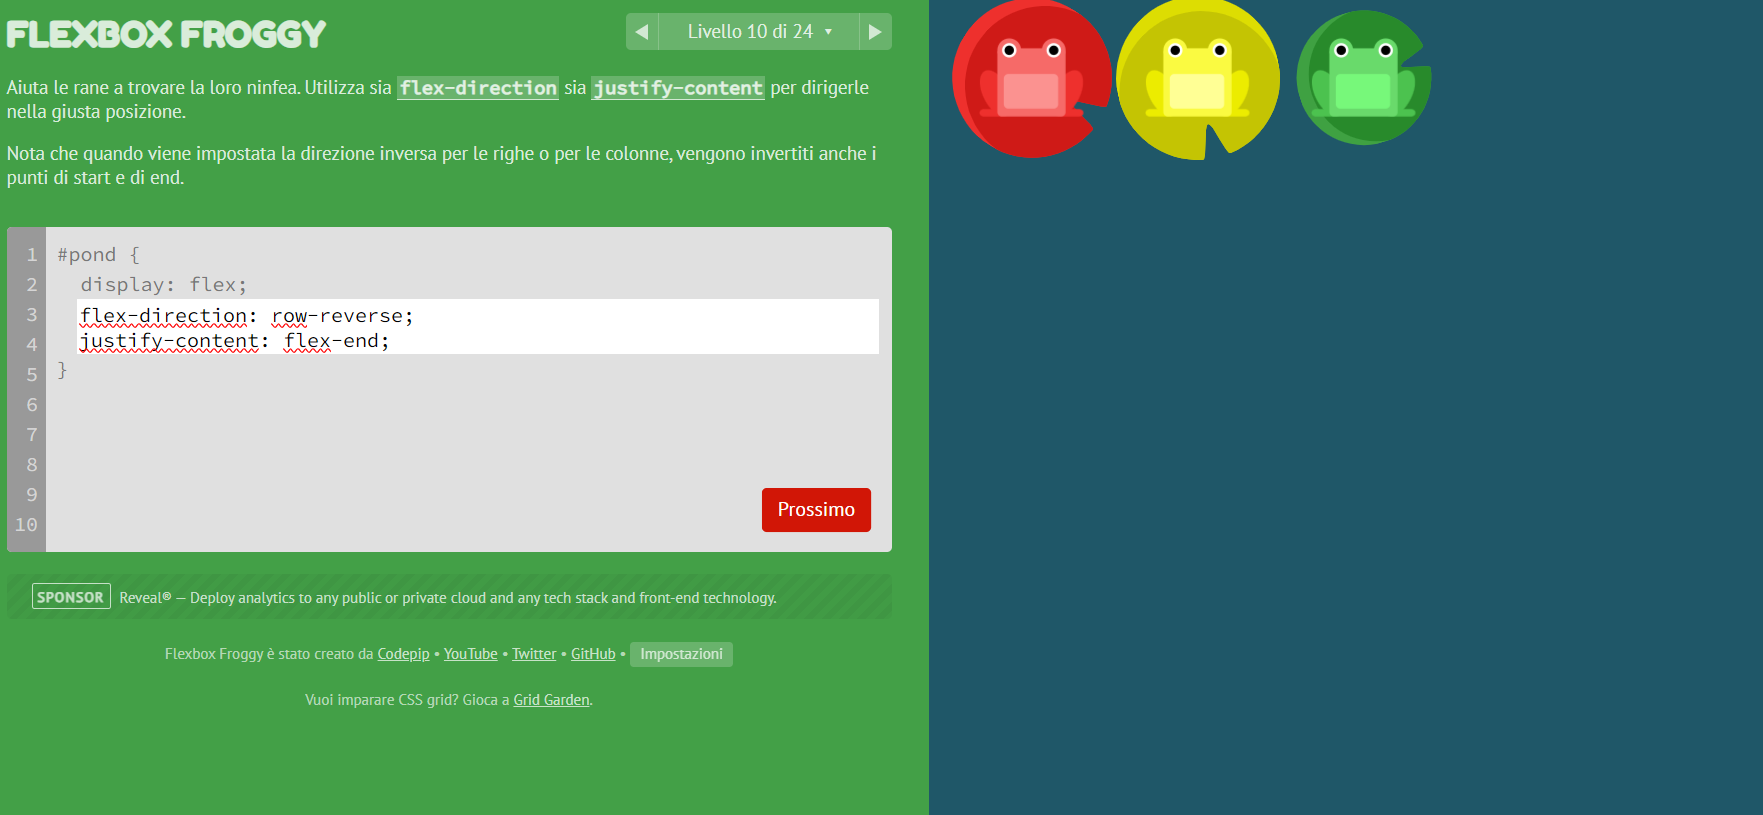 FLEXBOX FROGGY
◀ Livello 10 di 24 ▼ ▶
Aiuta le rane a trovare la loro ninfea. Utilizza sia flex-direction sia justify-content per dirigerle
nella giusta posizione.
Nota che quando viene impostata la direzione inversa per le righe o per le colonne, vengono invertiti anche i
punti di start e di end.
1 #pond {
2 display: flex;
3 flex-direction: row-reverse;
4 justify-content: flex-end;
5 }
6
7
8
9
10
Prossimo
SPONSOR Reveal® — Deploy analytics to any public or private cloud and any tech stack and front-end technology.
Flexbox Froggy è stato creato da Codepip • YouTube • Twitter • GitHub • Impostazioni
Vuoi imparare CSS grid? Gioca a Grid Garden.